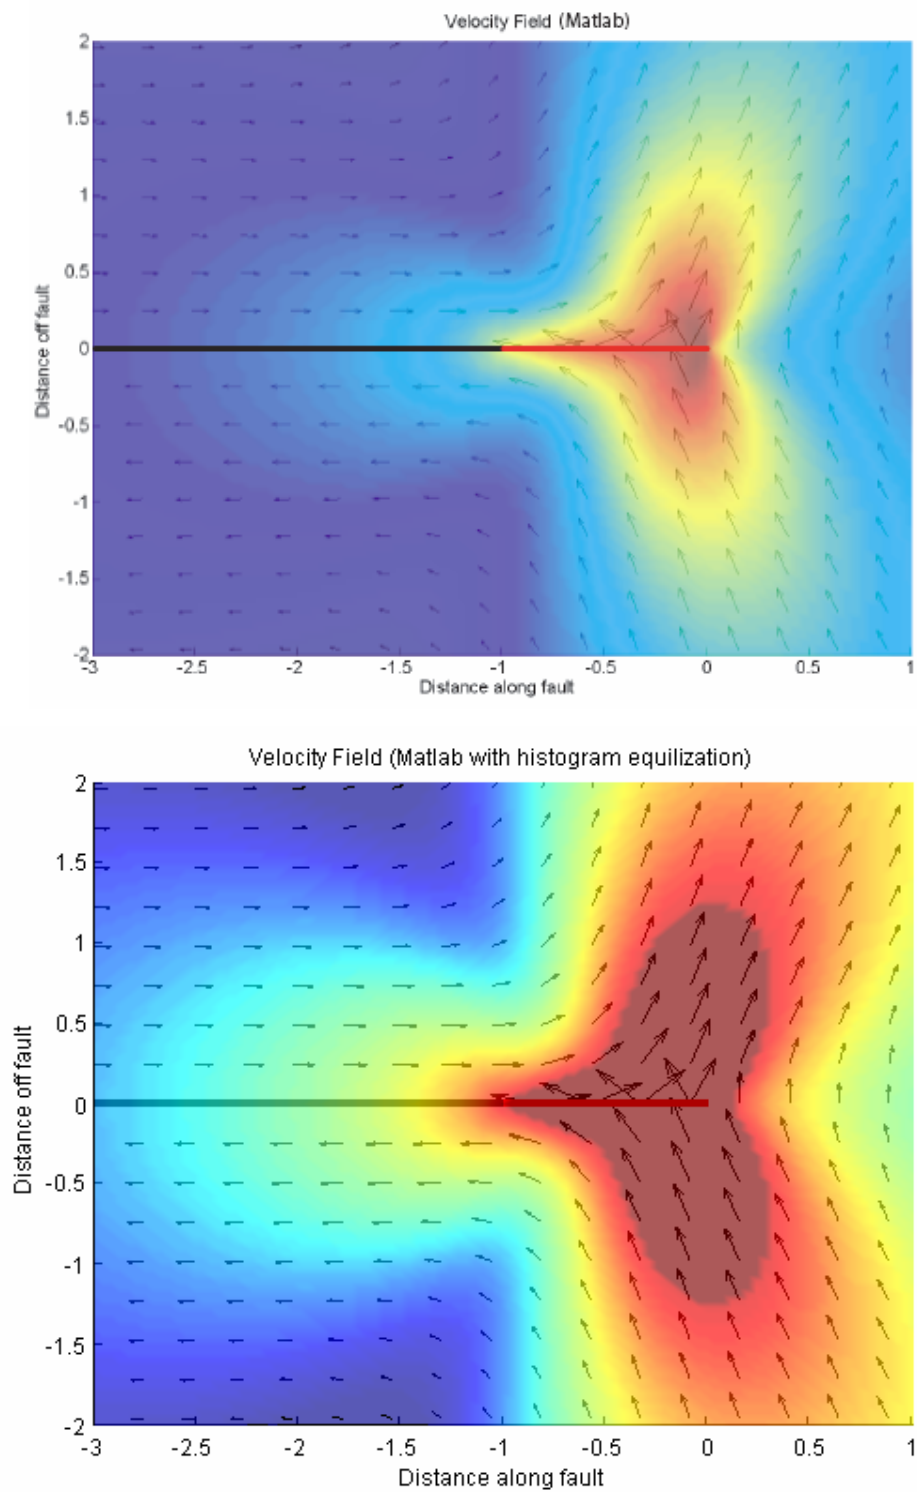 Velocity Field (Matlab)
2
1.5
1
0.5
0
-0.5
-1
-1.5
-2
Distance off fault
-3 -2.5 -2 -1.5 -1 -0.5 0 0.5 1
Distance along fault
Velocity Field (Matlab with histogram equilization)
2
1.5
1
0.5
0
-0.5
-1
-1.5
-2
Distance off fault
-3 -2.5 -2 -1.5 -1 -0.5 0 0.5 1
Distance along fault